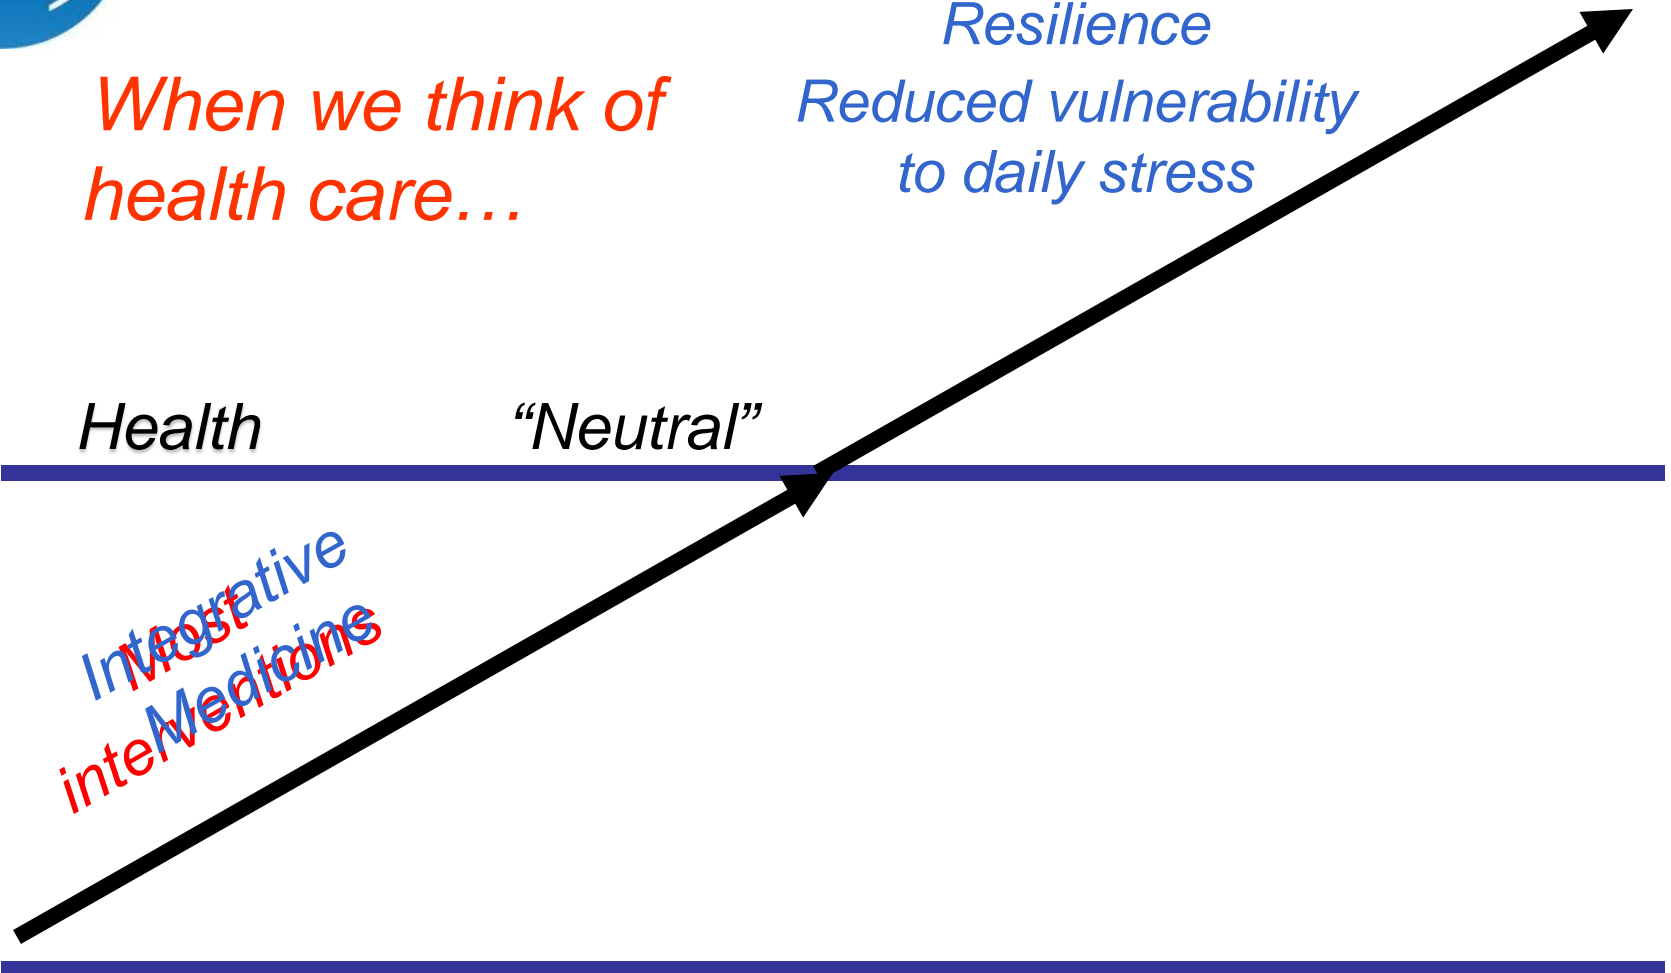 Resilience
Reduced vulnerability
to daily stress
When we think of
health care…
Health
“Neutral”
Integrative
Medicine
Most
interventions